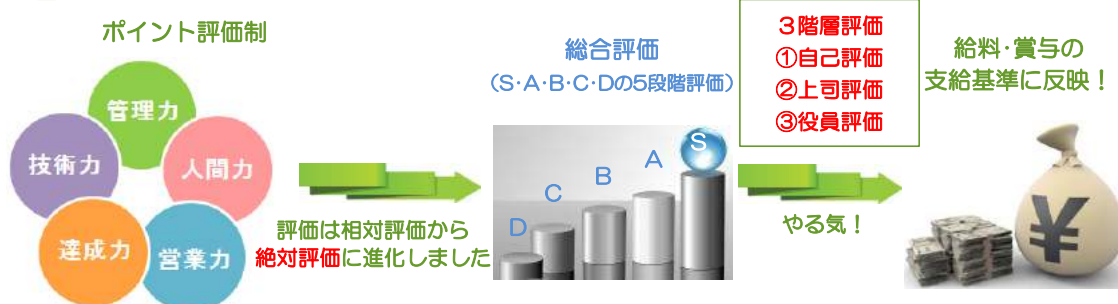 ポイント評価制
管理力
技術力
人間力
達成力
営業力
評価は相対評価から
絶対評価に進化しました
総合評価
（S・A・B・C・Dの5段階評価）
S
A
B
C
D
３階層評価
①自己評価
②上司評価
③役員評価
やる気！
給料・賞与の
支給基準に反映！
¥